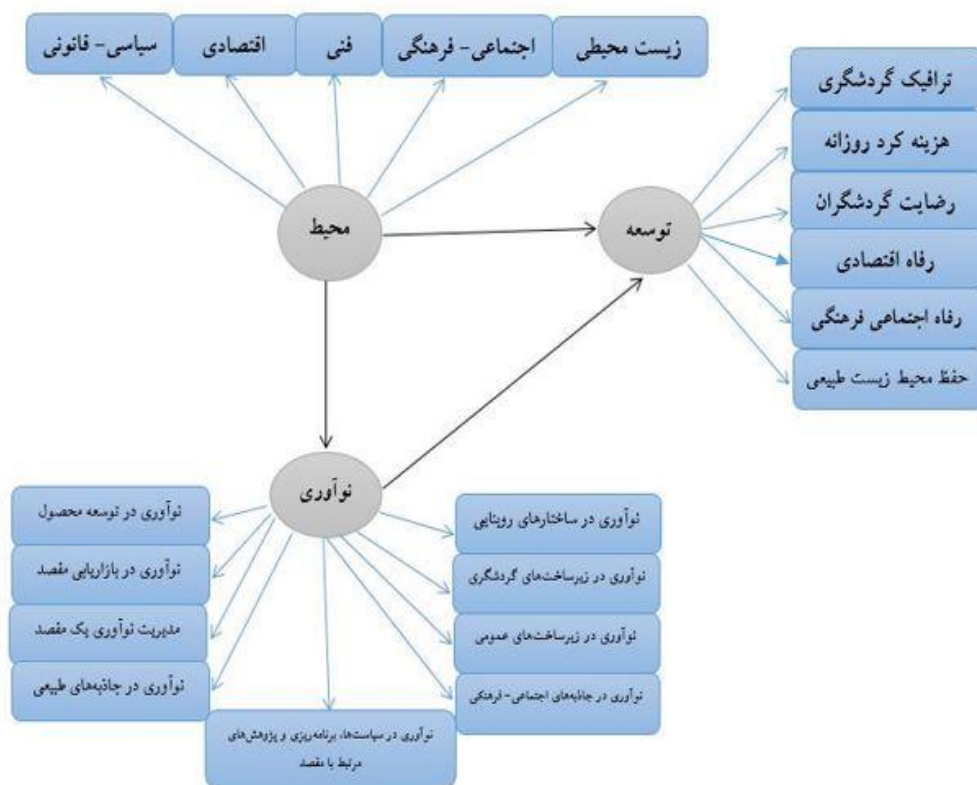 زیست محیطی
اجتماعی- فرهنگی
فنی
اقتصادی
سیاسی- قانونی
محیط
توسعه
ترافیک گردشگری
هزینه کرد روزانه
رضایت گردشگران
رفاه اقتصادی
رفاه اجتماعی فرهنگی
حفظ محیط زیست طبیعی
نوآوری
نوآوری در ساختارهای روبنایی
نوآوری در زیرساخت‌های گردشگری
نوآوری در زیرساخت‌های عمومی
نوآوری در جاذبه‌های اجتماعی- فرهنگی
نوآوری در توسعه محصول
نوآوری در بازاریابی مقصد
مدیریت نوآوری یک مقصد
نوآوری در جاذبه‌های طبیعی
نوآوری در سیاست‌ها، برنامه‌ریزی و پژوهش‌های
مرتبط با مقصد